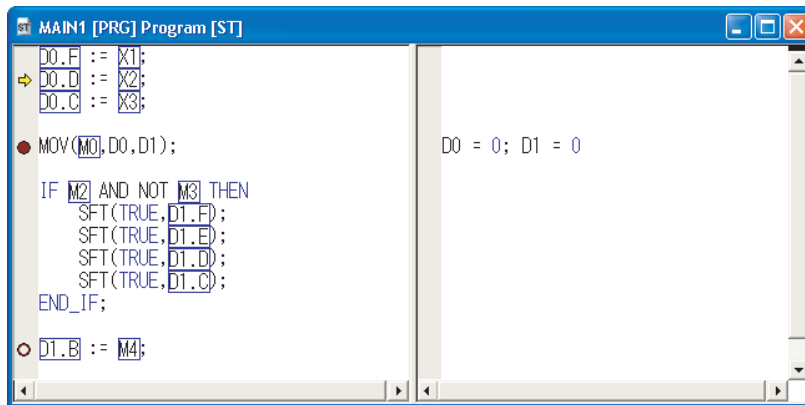 ST MAIN1 [PRG] Program [ST]
D0.F := X1;
D0.D := X2;
D0.C := X3;
MOV(M0,D0,D1); D0 = 0; D1 = 0
IF M2 AND NOT M3 THEN
SFT(TRUE,D1.F);
SFT(TRUE,D1.E);
SFT(TRUE,D1.D);
SFT(TRUE,D1.C);
END_IF;
D1.B := M4;